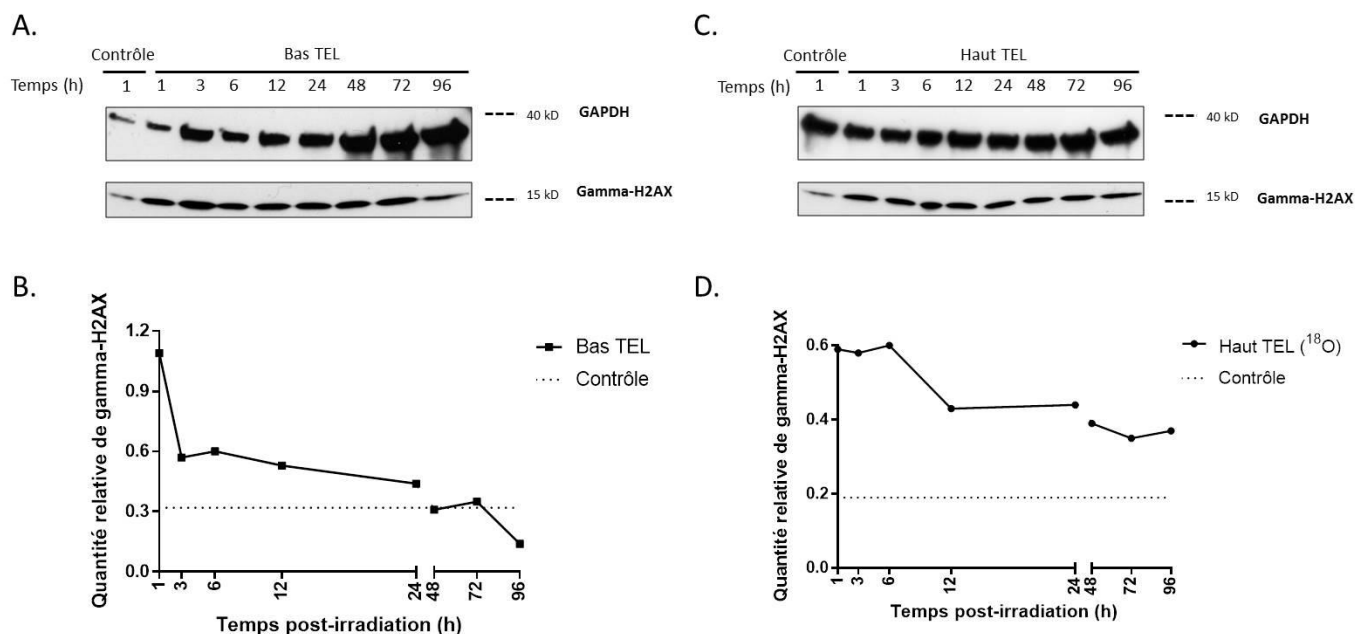 A.
Contrôle Bas TEL
Temps (h) 1 1 3 6 12 24 48 72 96
40 kD GAPDH
15 kD Gamma-H2AX
C.
Contrôle Haut TEL
Temps (h) 1 1 3 6 12 24 48 72 96
40 kD GAPDH
15 kD Gamma-H2AX
B.
Quantité relative de gamma-H2AX
1.2
0.9
0.6
0.3
0.0
1 3 6 12 24 48 72 96
Temps post-irradiation (h)
Bas TEL
Contrôle
D.
Quantité relative de gamma-H2AX
0.6
0.4
0.2
0.0
1 3 6 12 24 48 72 96
Temps post-irradiation (h)
Haut TEL (¹⁸O)
Contrôle